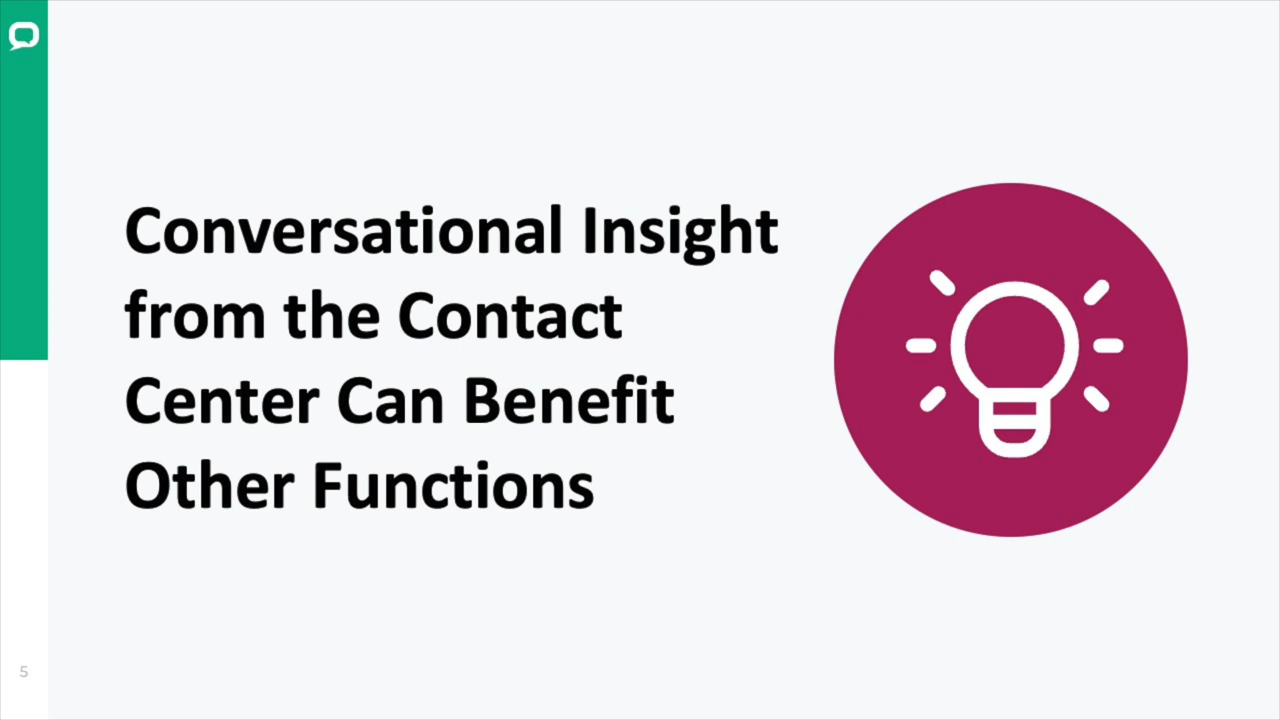 Conversational Insight
from the Contact
Center Can Benefit
Other Functions
5